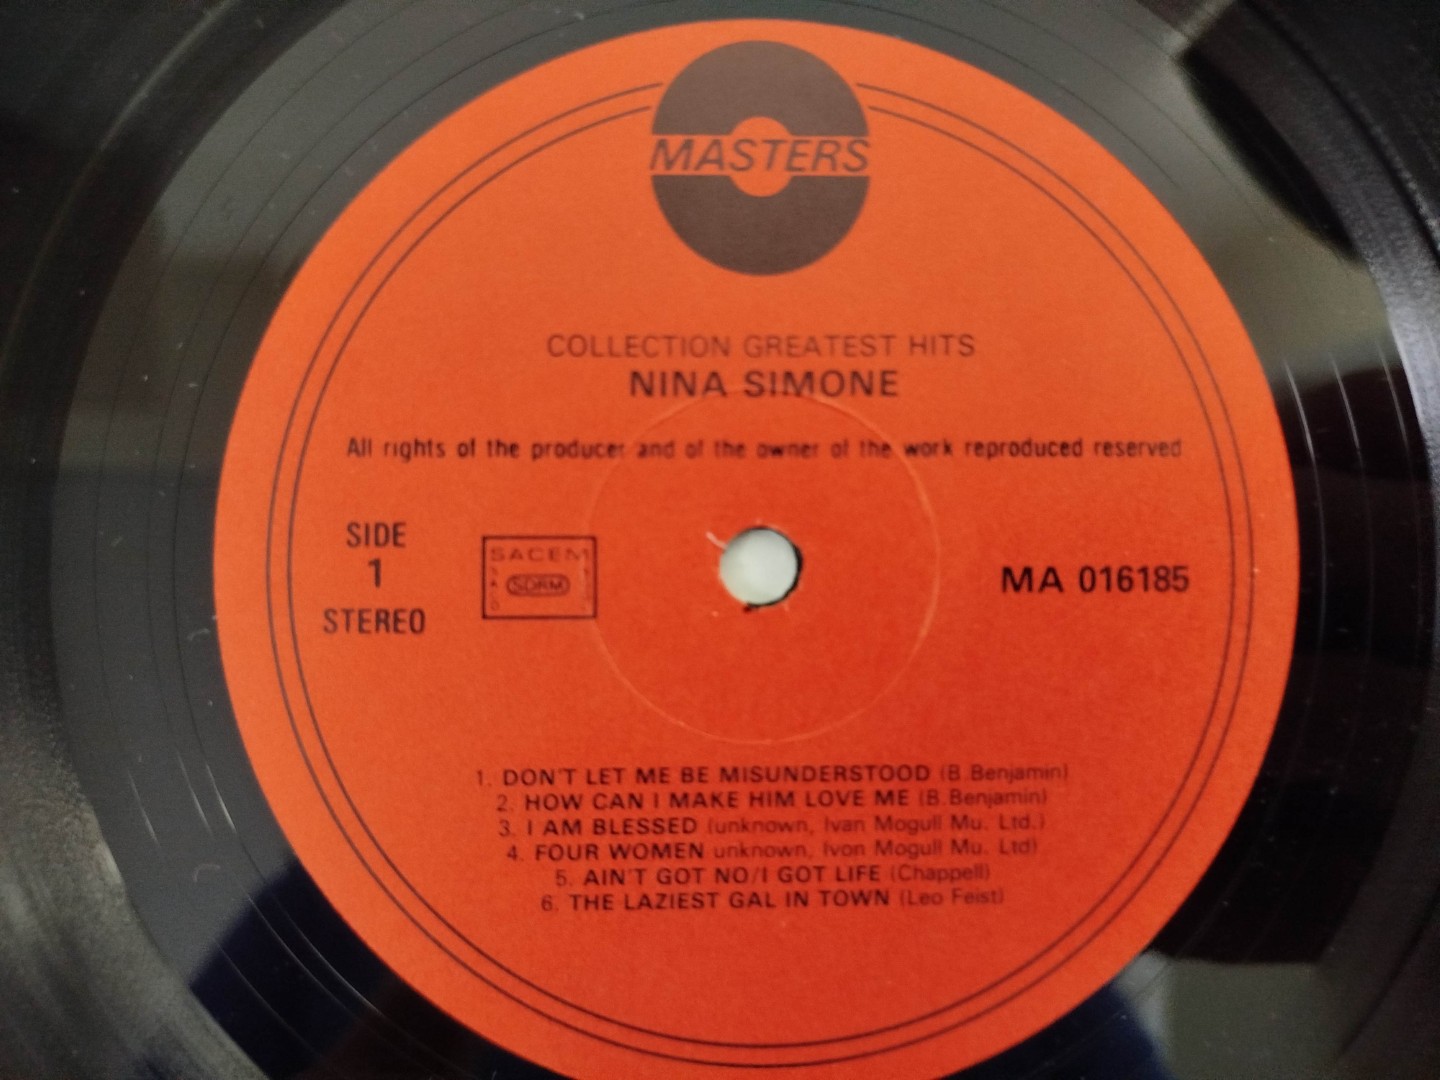 MASTERS
COLLECTION GREATEST HITS
NINA SIMONE
All rights of the producer and of the owner of the work reproduced reserved
SIDE
1
STEREO
SACEM
SDRM
MA 016185
1. DON'T LET ME BE MISUNDERSTOOD (B.Benjamin)
2. HOW CAN I MAKE HIM LOVE ME (B.Benjamin)
3. I AM BLESSED (unknown, Ivan Mogull Mu. Ltd.)
4. FOUR WOMEN unknown, Ivon Mogull Mu. Ltd)
5. AIN'T GOT NO/I GOT LIFE (Chappell)
6. THE LAZIEST GAL IN TOWN (Leo Feist)